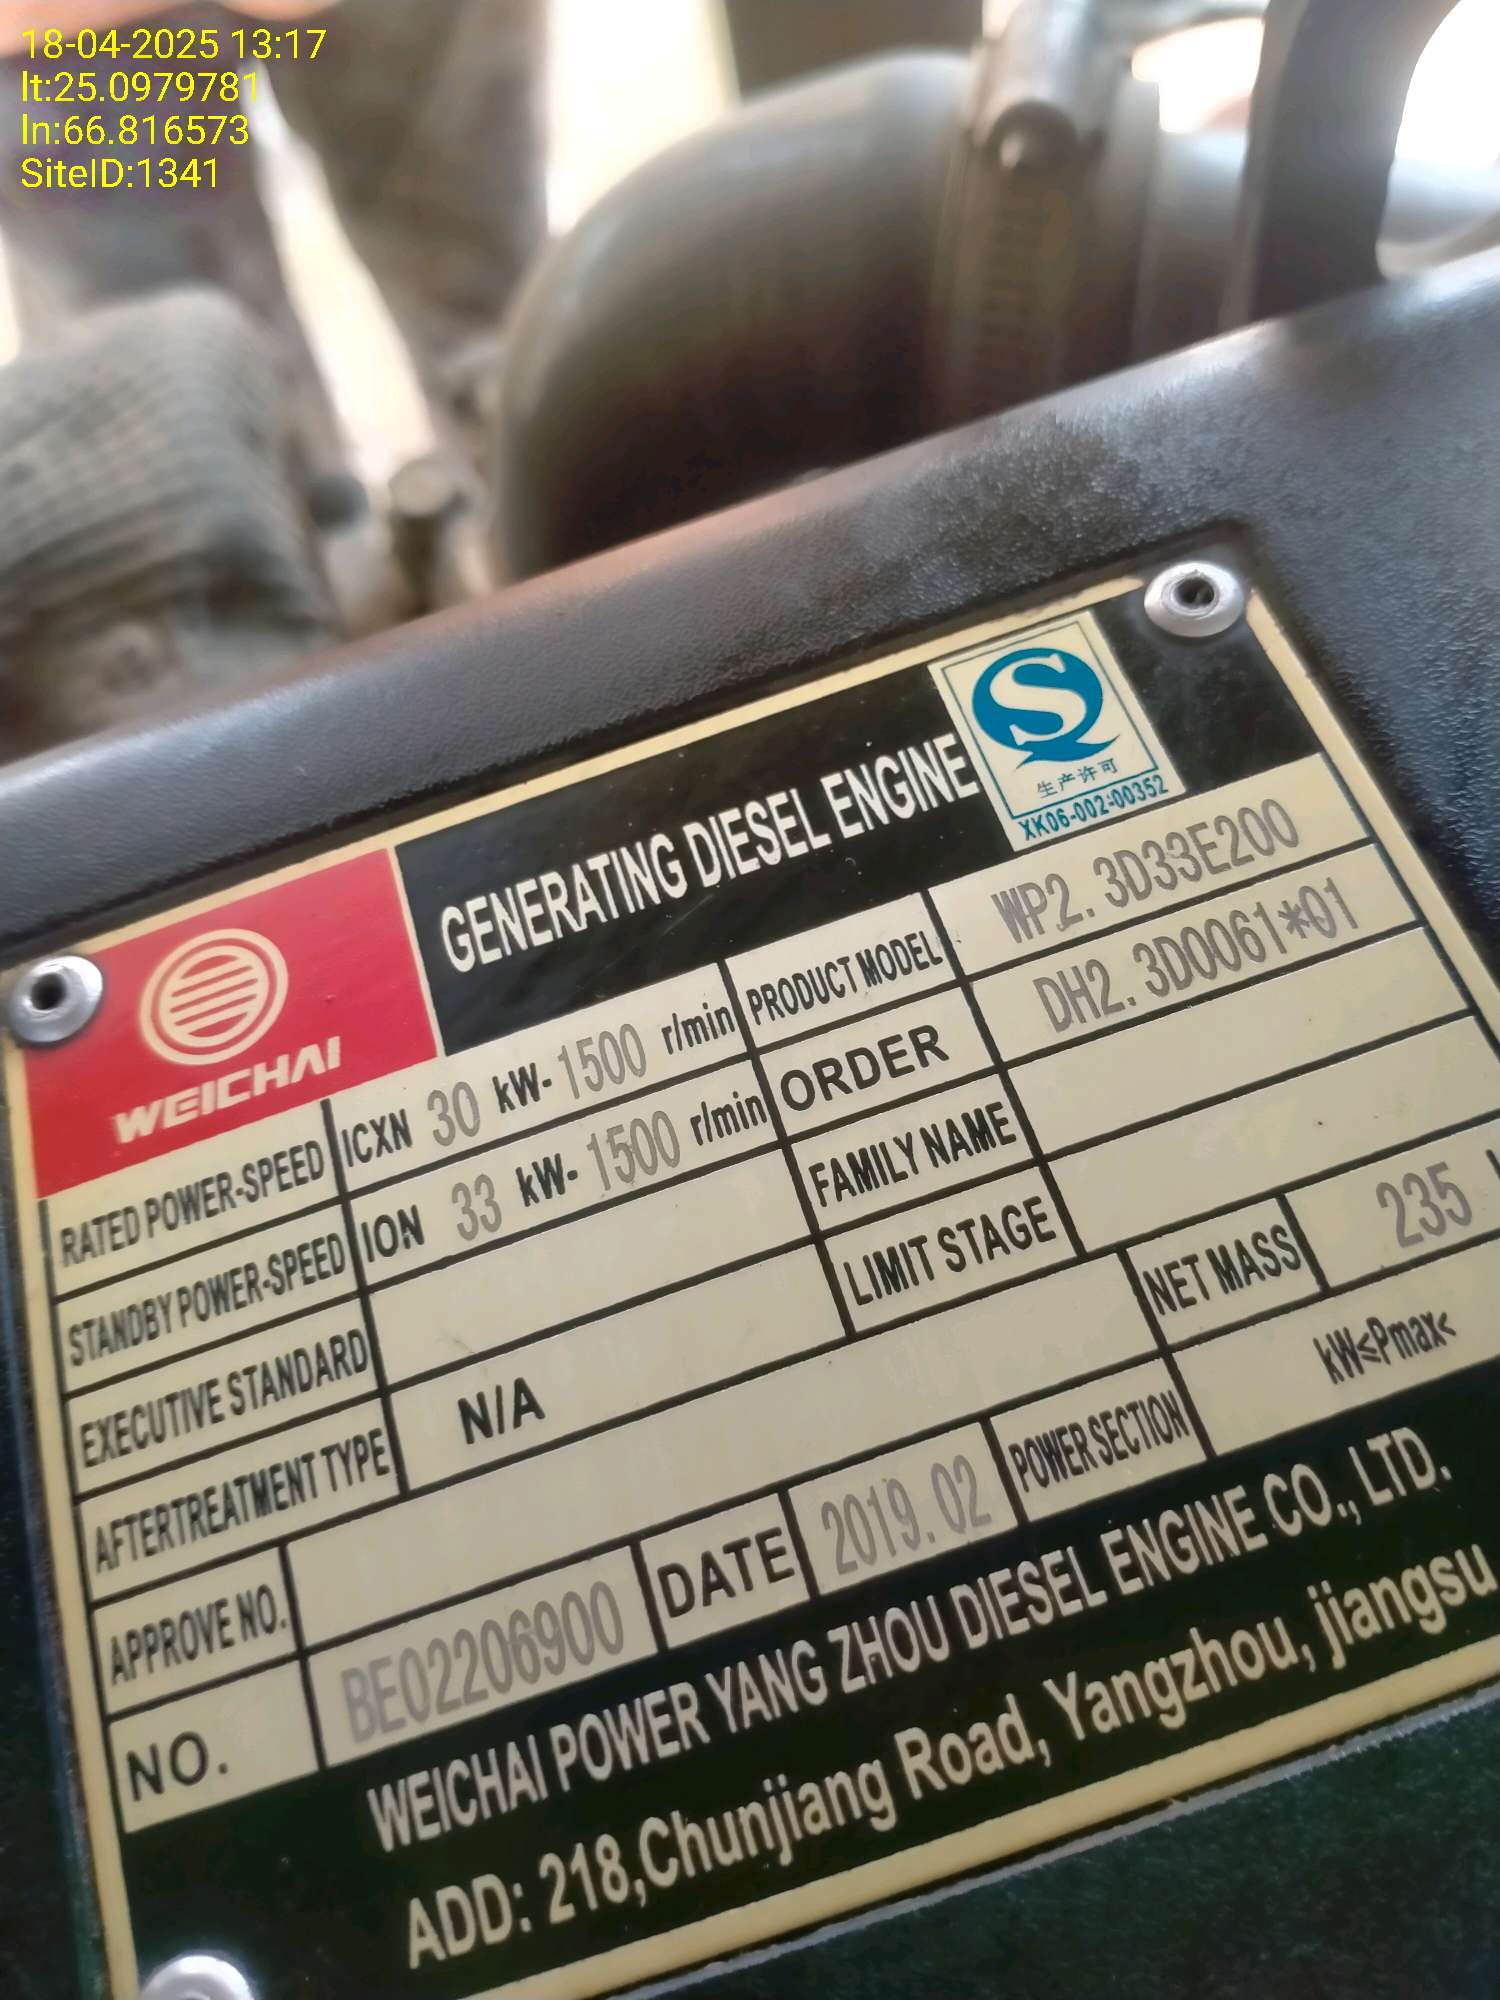 18-04-2025 13:17
lt:25.0979781
ln:66.816573
SiteID:1341
WEICHAI
GENERATING DIESEL ENGINE
S
生产许可
XK06-002-00352
RATED POWER-SPEED ICXN 30 kW- 1500 r/min PRODUCT MODEL WP2.3D33E200
STANDBY POWER-SPEED ION 33 kW- 1500 r/min ORDER DH2.3D0061*01
EXECUTIVE STANDARD FAMILY NAME
AFTERTREATMENT TYPE N/A LIMIT STAGE
APPROVE NO. NET MASS 235
NO. BE02206900 DATE 2019.02 POWER SECTION kW≤Pmax<
WEICHAI POWER YANG ZHOU DIESEL ENGINE CO., LTD.
ADD: 218,Chunjiang Road, Yangzhou, jiangsu